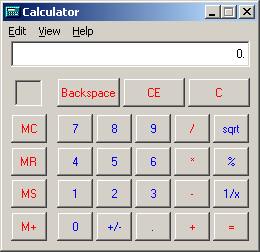 Calculator
Edit View Help
0.
Backspace CE C
MC 7 8 9 / sqrt
MR 4 5 6 * %
MS 1 2 3 - 1/x
M+ 0 +/- . + =